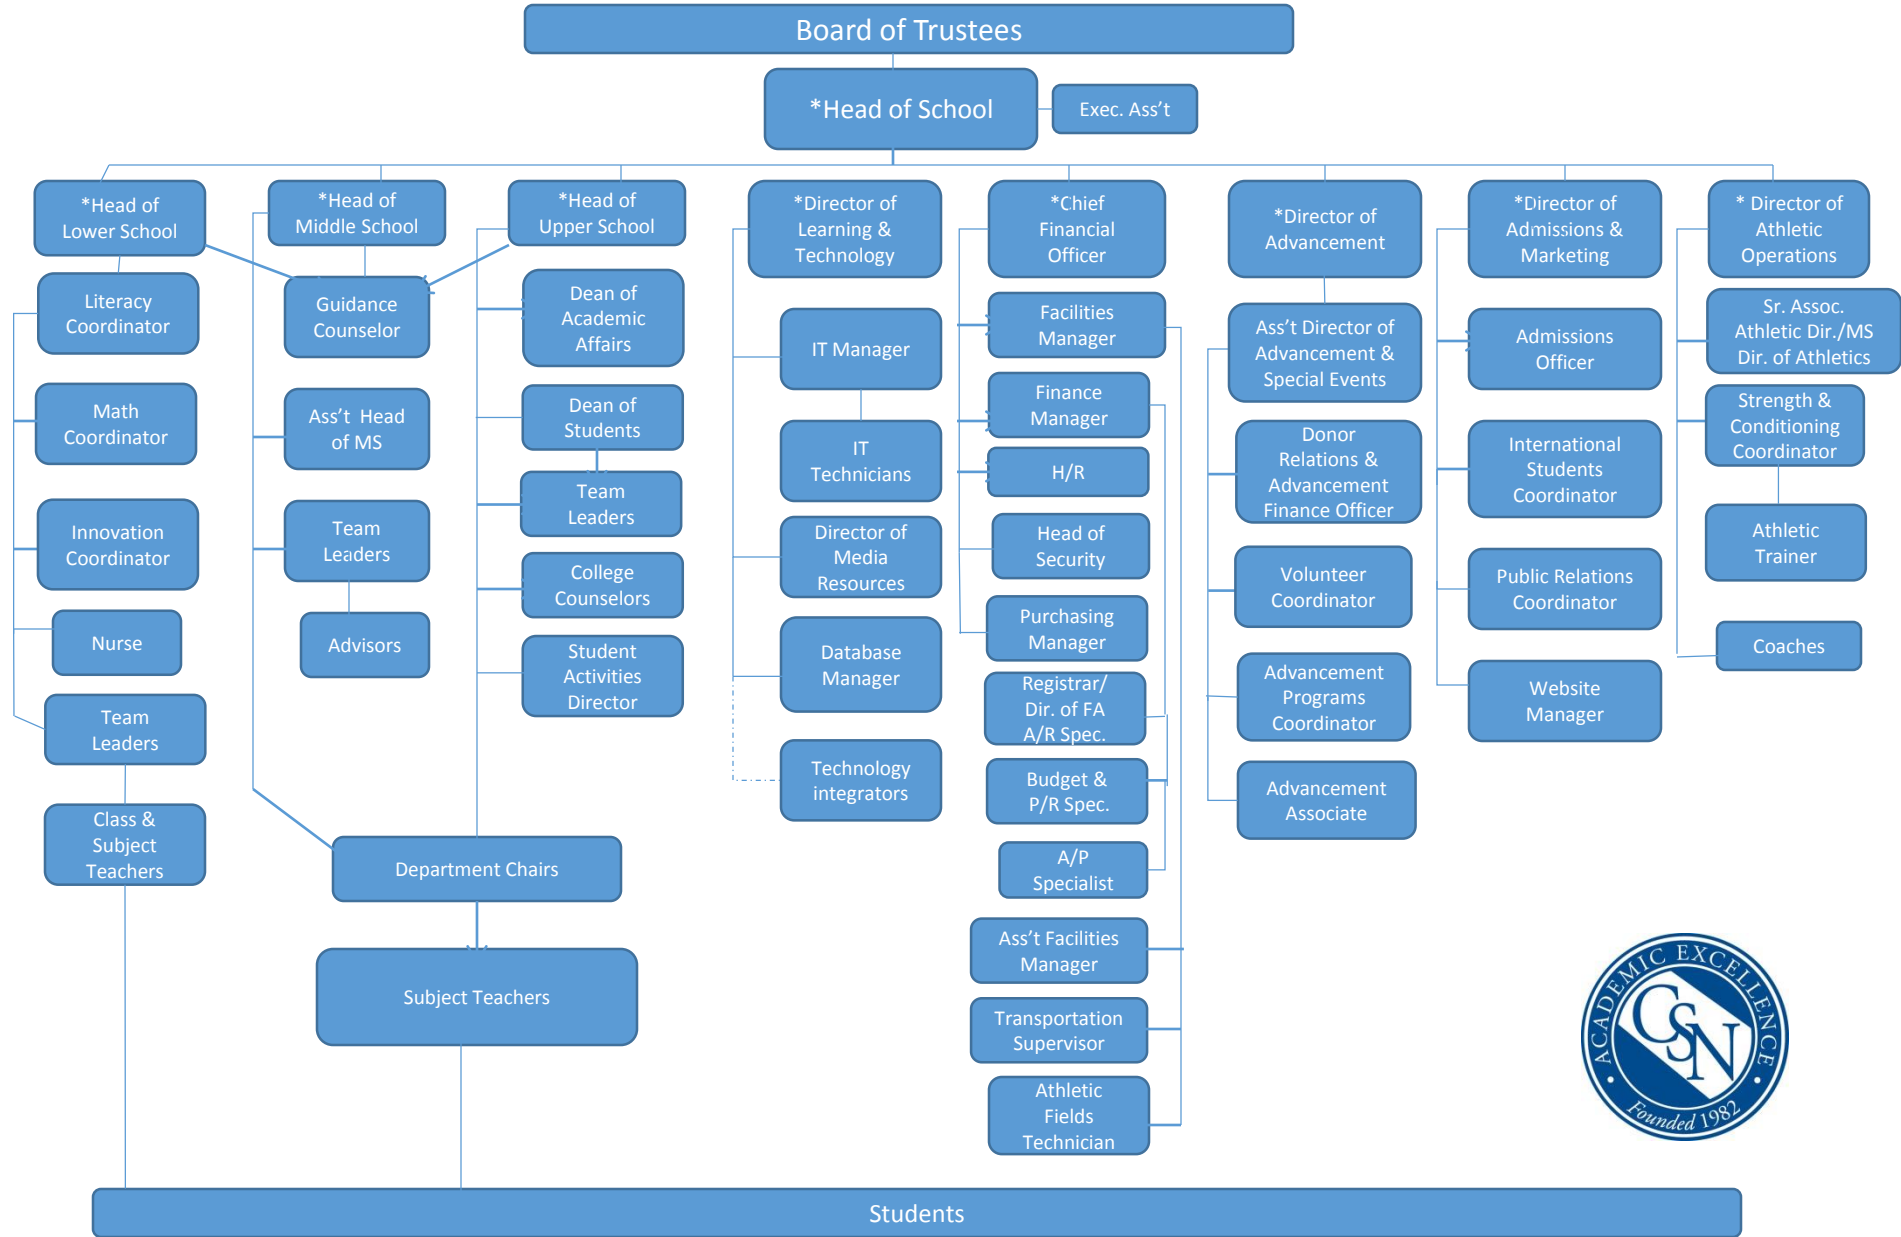 Board of Trustees
*Head of School
Exec. Ass’t
*Head of
Lower School
*Head of
Middle School
*Head of
Upper School
*Director of
Learning &
Technology
*Chief
Financial
Officer
*Director of
Advancement
*Director of
Admissions &
Marketing
* Director of
Athletic
Operations
Literacy
Coordinator
Math
Coordinator
Innovation
Coordinator
Nurse
Team
Leaders
Class &
Subject
Teachers
Guidance
Counselor
Ass’t Head
of MS
Team
Leaders
Advisors
Dean of
Academic
Affairs
Dean of
Students
Team
Leaders
College
Counselors
Student
Activities
Director
Department Chairs
Subject Teachers
IT Manager
IT
Technicians
Director of
Media
Resources
Database
Manager
Technology
integrators
Facilities
Manager
Finance
Manager
H/R
Head of
Security
Purchasing
Manager
Registrar/
Dir. of FA
A/R Spec.
Budget &
P/R Spec.
A/P
Specialist
Ass’t Facilities
Manager
Transportation
Supervisor
Athletic
Fields
Technician
Ass’t Director of
Advancement &
Special Events
Donor
Relations &
Advancement
Finance Officer
Volunteer
Coordinator
Advancement
Programs
Coordinator
Advancement
Associate
Admissions
Officer
International
Students
Coordinator
Public Relations
Coordinator
Website
Manager
Sr. Assoc.
Athletic Dir./MS
Dir. of Athletics
Strength &
Conditioning
Coordinator
Athletic
Trainer
Coaches
ACADEMIC EXCELLENCE
CSN
Founded 1982
Students